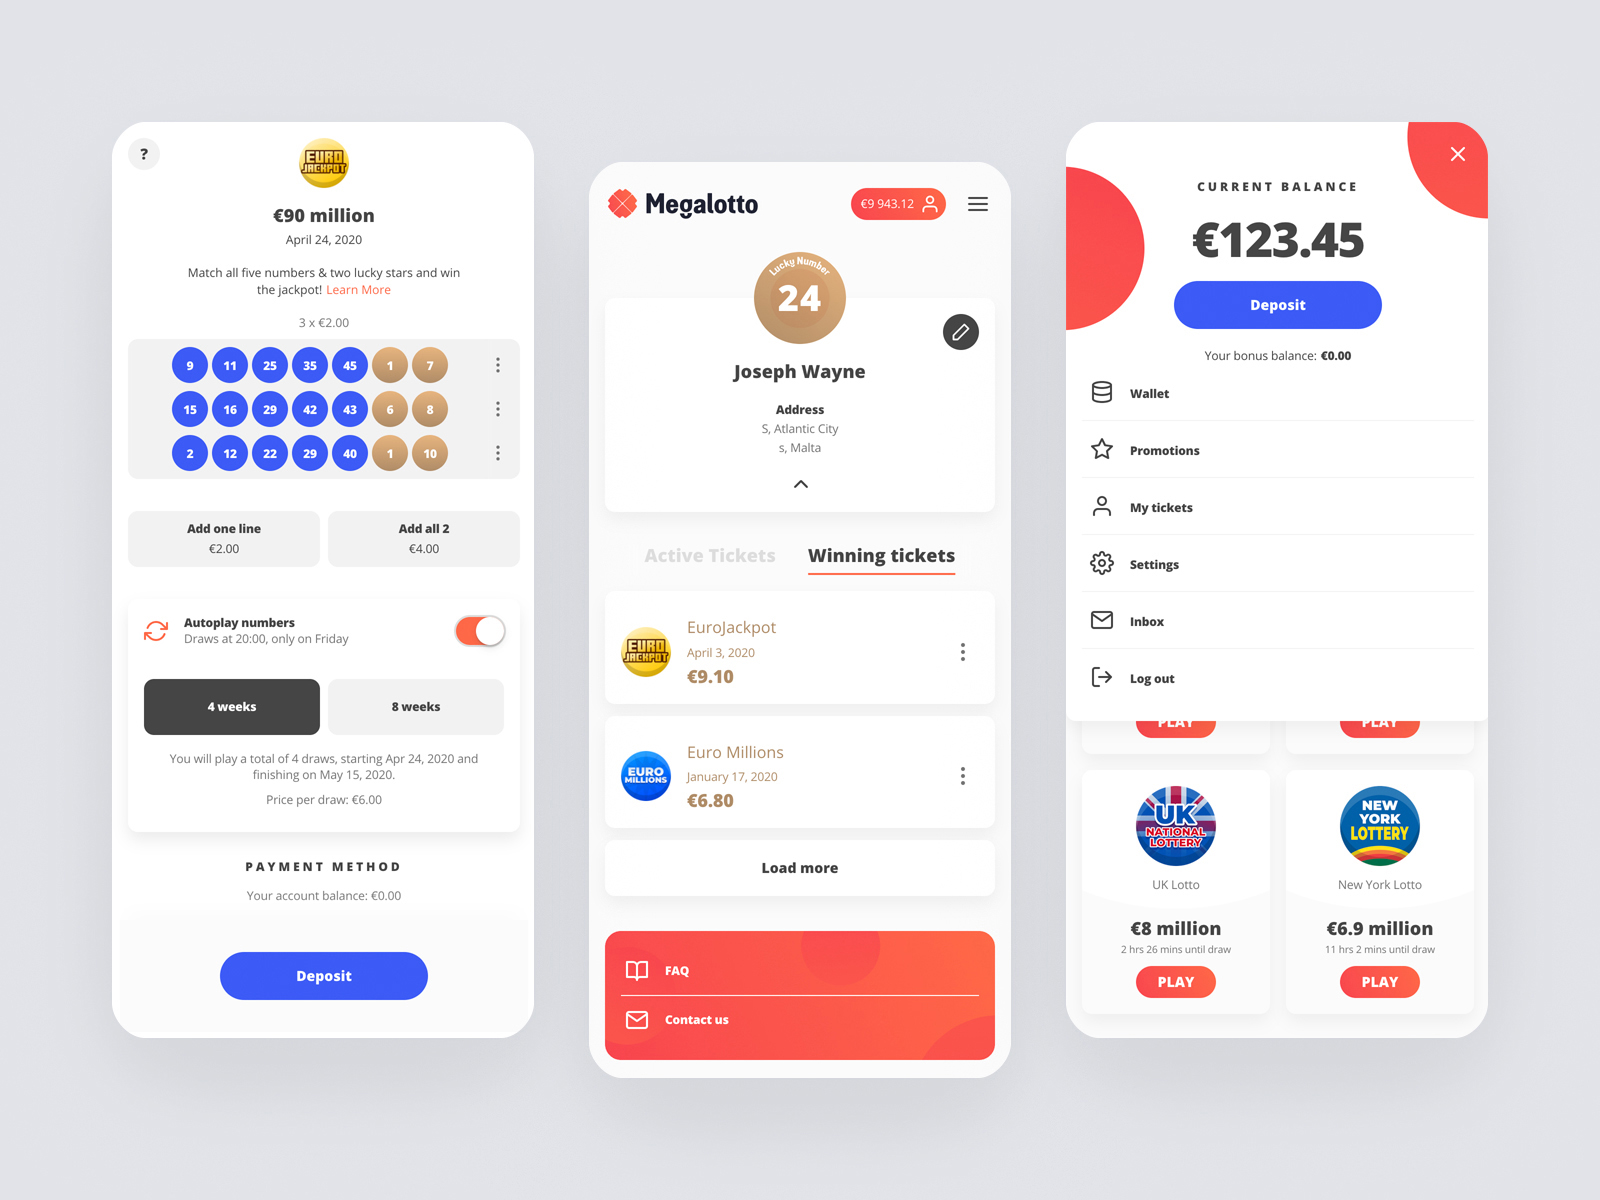 ?
EURO
JACKPOT
€90 million
April 24, 2020
Match all five numbers & two lucky stars and win
the jackpot! Learn More
3 x €2.00
9 11 25 35 45 1 7
15 16 29 42 43 6 8
2 12 22 29 40 1 10
Add one line
€2.00
Add all 2
€4.00
Autoplay numbers
Draws at 20:00, only on Friday
4 weeks
8 weeks
You will play a total of 4 draws, starting Apr 24, 2020 and
finishing on May 15, 2020.
Price per draw: €6.00
PAYMENT METHOD
Your account balance: €0.00
Deposit
Megalotto
€9 943.12
Lucky Number
24
Joseph Wayne
Address
S, Atlantic City
s, Malta
Active Tickets
Winning tickets
EURO
JACKPOT
EuroJackpot
April 3, 2020
€9.10
EURO
MILLIONS
Euro Millions
January 17, 2020
€6.80
Load more
FAQ
Contact us
CURRENT BALANCE
€123.45
Deposit
Your bonus balance: €0.00
Wallet
Promotions
My tickets
Settings
Inbox
Log out
PLAY
PLAY
UK
NATIONAL
LOTTERY
UK Lotto
€8 million
2 hrs 26 mins until draw
PLAY
NEW
YORK
LOTTERY
New York Lotto
€6.9 million
11 hrs 2 mins until draw
PLAY